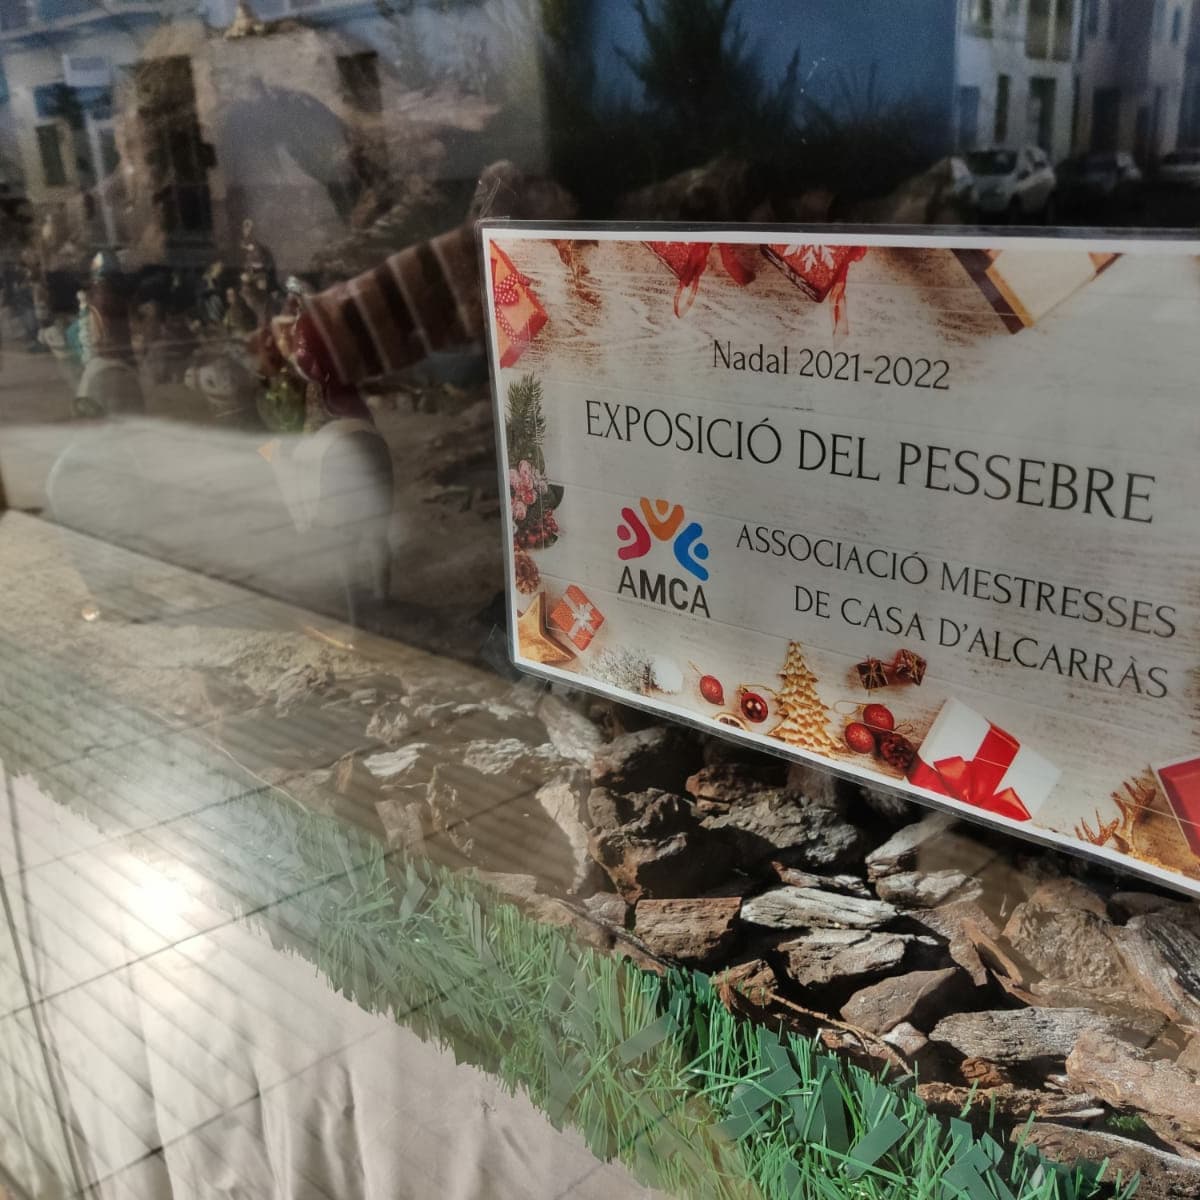 Nadal 2021-2022
EXPOSICIÓ DEL PESSEBRE
AMCA
ASSOCIACIÓ MESTRESSES
DE CASA D'ALCARRÀS